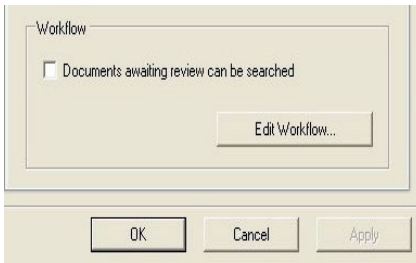 Workflow
Documents awaiting review can be searched
Edit Workflow...
OK Cancel Apply